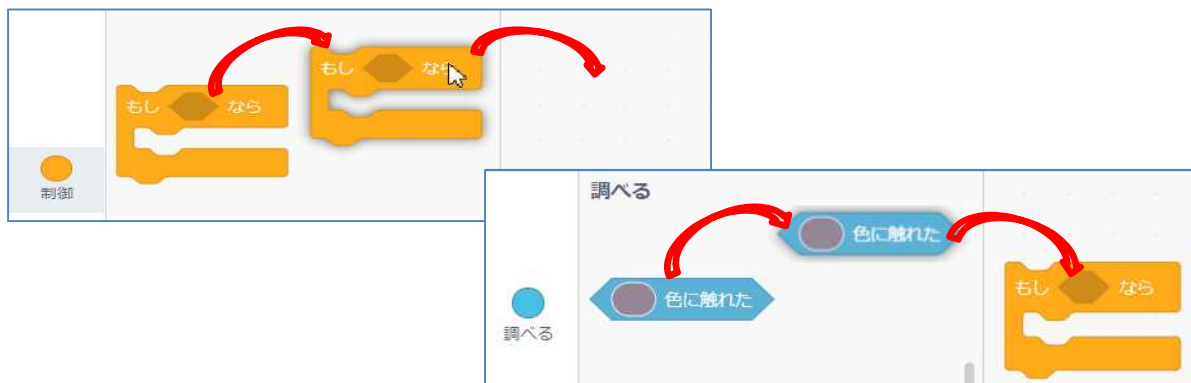 もし なら
もし なら
制御
調べる
色に触れた
色に触れた
調べる
もし なら